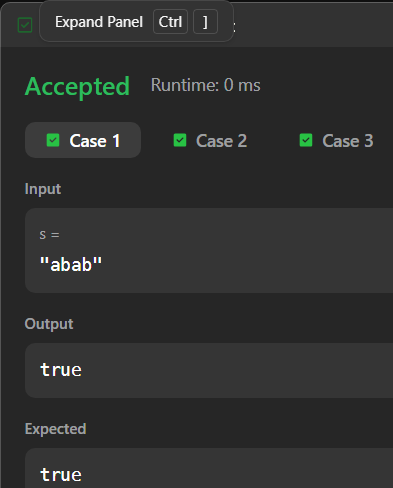 Expand Panel Ctrl ]
Accepted Runtime: 0 ms
Case 1 Case 2 Case 3
Input
s =
"abab"
Output
true
Expected
true